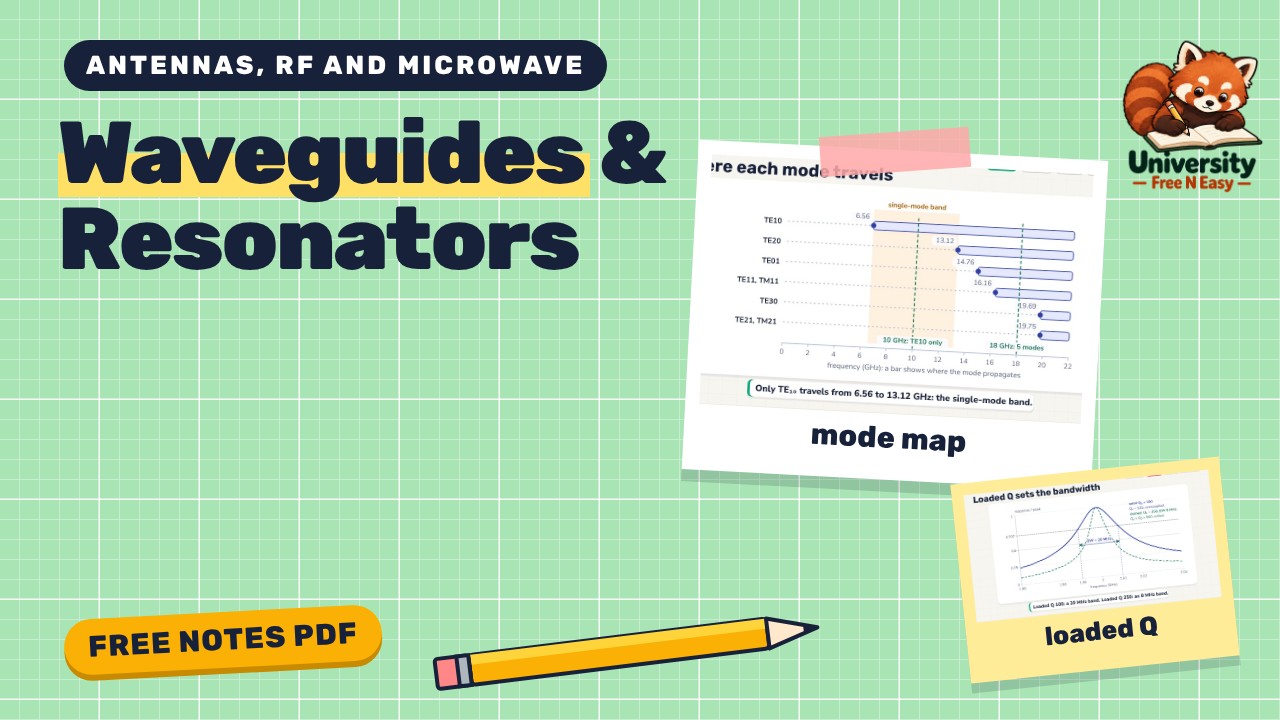 ANTENNAS, RF AND MICROWAVE
Waveguides &
Resonators
University
Free N Easy
ere each mode travels
single-mode band
TE10
6.56
TE20
13.12
TE01
14.76
TE11, TM11
16.16
TE30
19.69
TE21, TM21
19.75
10 GHz: TE10 only
18 GHz: 5 modes
0 2 4 6 8 10 12 14 16 18 20 22
frequency (GHz): a bar shows where the mode propagates
Only TE₁₀ travels from 6.56 to 13.12 GHz: the single-mode band.
mode map
Loaded Q sets the bandwidth
loaded Q
FREE NOTES PDF